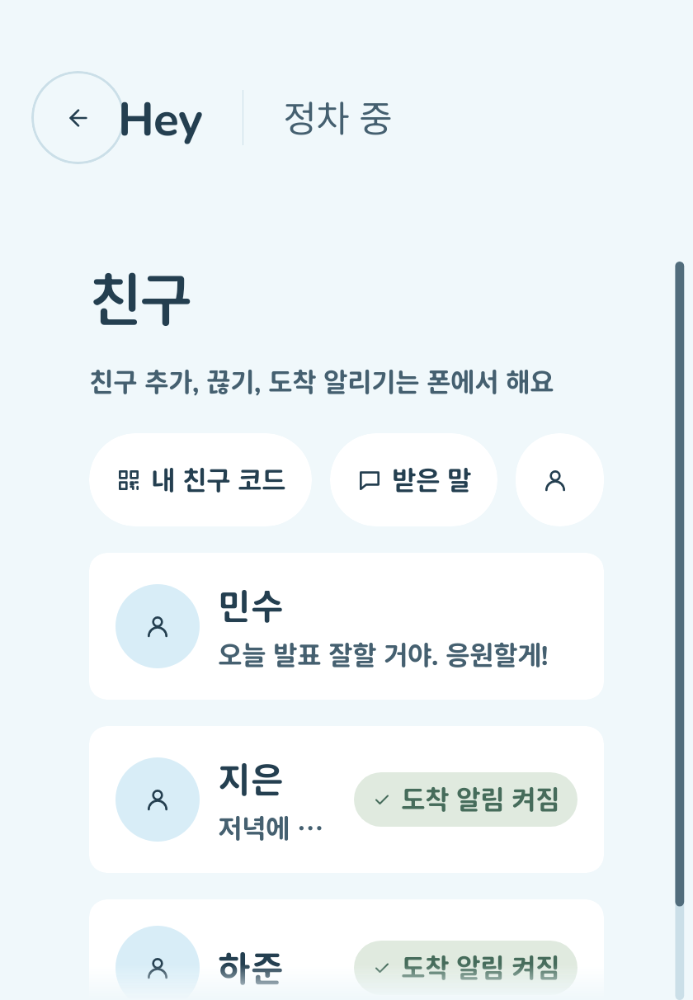 Hey
정차 중
친구
친구 추가, 끊기, 도착 알리기는 폰에서 해요
내 친구 코드
받은 말
민수
오늘 발표 잘할 거야. 응원할게!
지은
도착 알림 켜짐
저녁에 ···
하준
도착 알림 켜짐